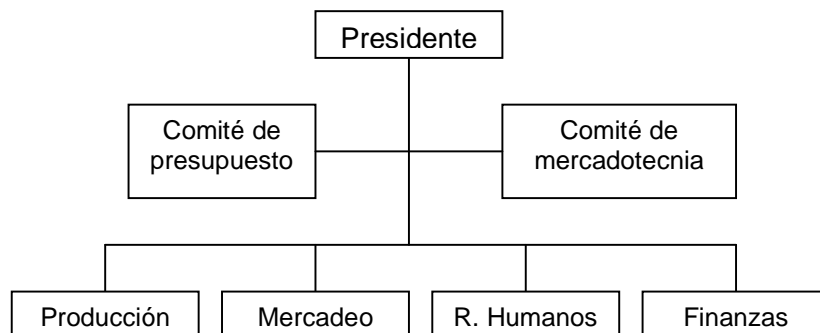 Presidente
Comité de
presupuesto
Comité de
mercadotecnia
Producción
Mercadeo
R. Humanos
Finanzas